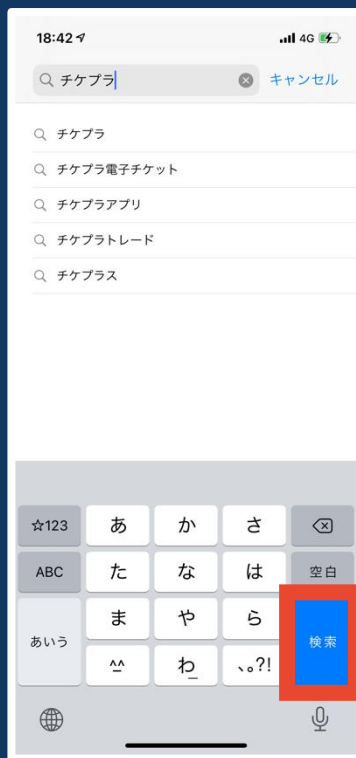 18:42 4G
チケプラ キャンセル
チケプラ
チケプラ電子チケット
チケプラアプリ
チケプラトレード
チケプラス
☆123 あ か さ
ABC た な は 空白
あいう ま や ら 検索
^^ わ_ 、。?!